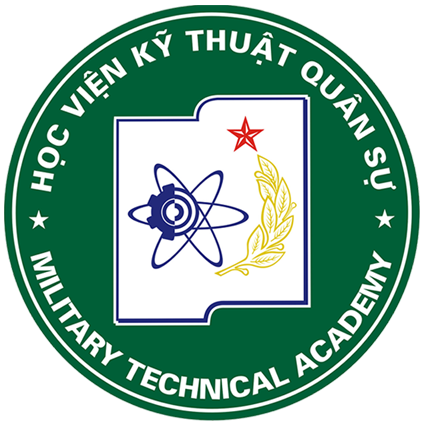 HỌC VIỆN KỸ THUẬT QUÂN SỰ
MILITARY TECHNICAL ACADEMY